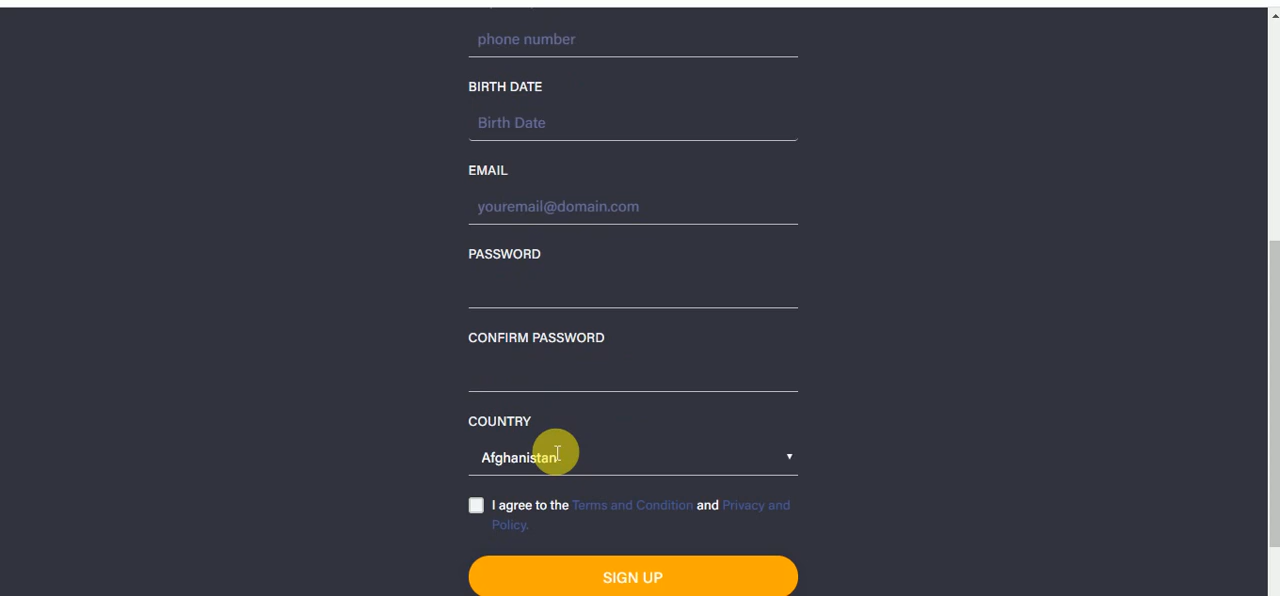 phone number
BIRTH DATE
Birth Date
EMAIL
youremail@domain.com
PASSWORD
CONFIRM PASSWORD
COUNTRY
Afghanistan
I agree to the Terms and Condition and Privacy and
Policy.
SIGN UP